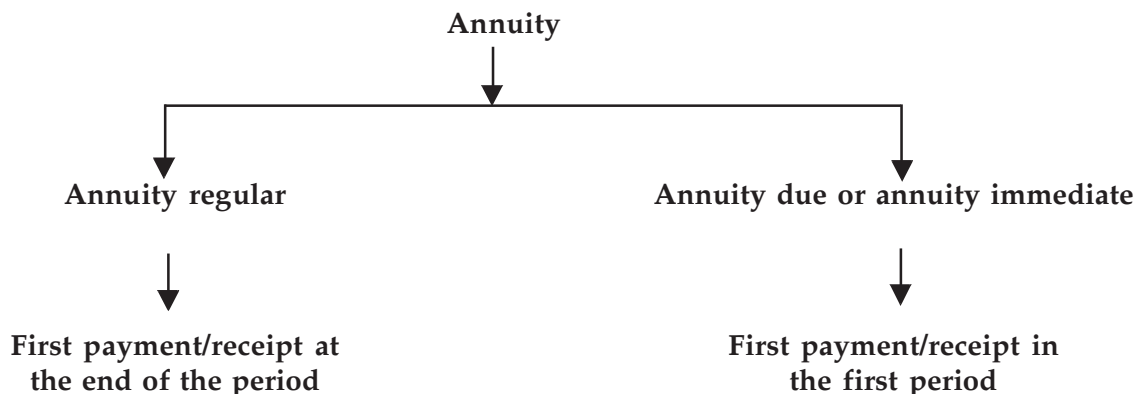 Annuity
Annuity regular
Annuity due or annuity immediate
First payment/receipt at
the end of the period
First payment/receipt in
the first period